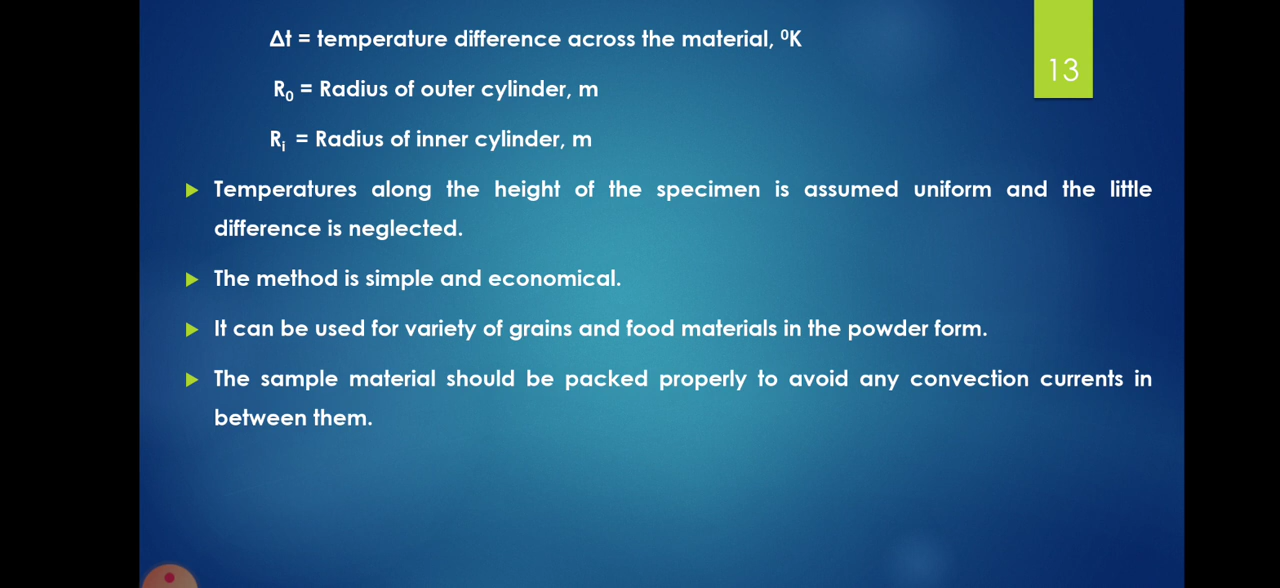 Δt = temperature difference across the material, ⁰K
13
R₀ = Radius of outer cylinder, m
Rᵢ = Radius of inner cylinder, m
Temperatures along the height of the specimen is assumed uniform and the little
difference is neglected.
The method is simple and economical.
It can be used for variety of grains and food materials in the powder form.
The sample material should be packed properly to avoid any convection currents in
between them.